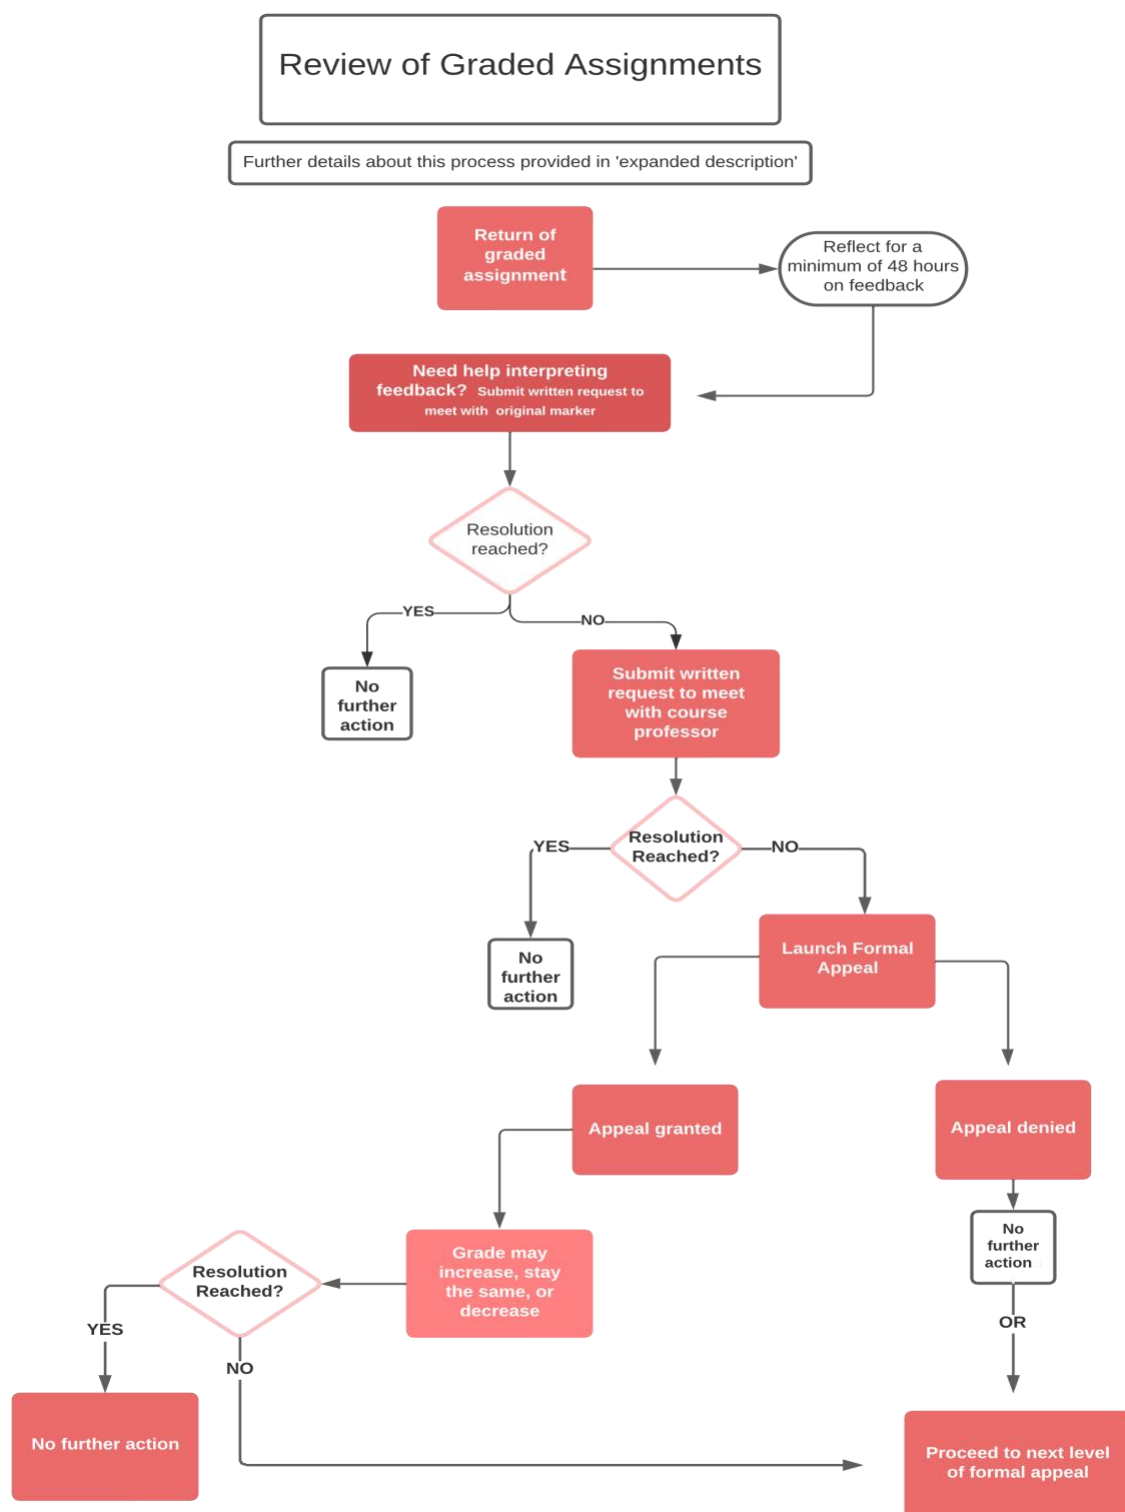 Review of Graded Assignments
Further details about this process provided in 'expanded description'
Return of
graded
assignment
Reflect for a
minimum of 48 hours
on feedback
Need help interpreting
feedback? Submit written request to
meet with original marker
Resolution
reached?
YES
NO
No
further
action
Submit written
request to meet
with course
professor
Resolution
Reached?
YES
NO
No
further
action
Launch Formal
Appeal
Appeal granted
Appeal denied
No
further
action
Grade may
increase, stay
the same, or
decrease
Resolution
Reached?
YES
NO
OR
No further action
Proceed to next level
of formal appeal